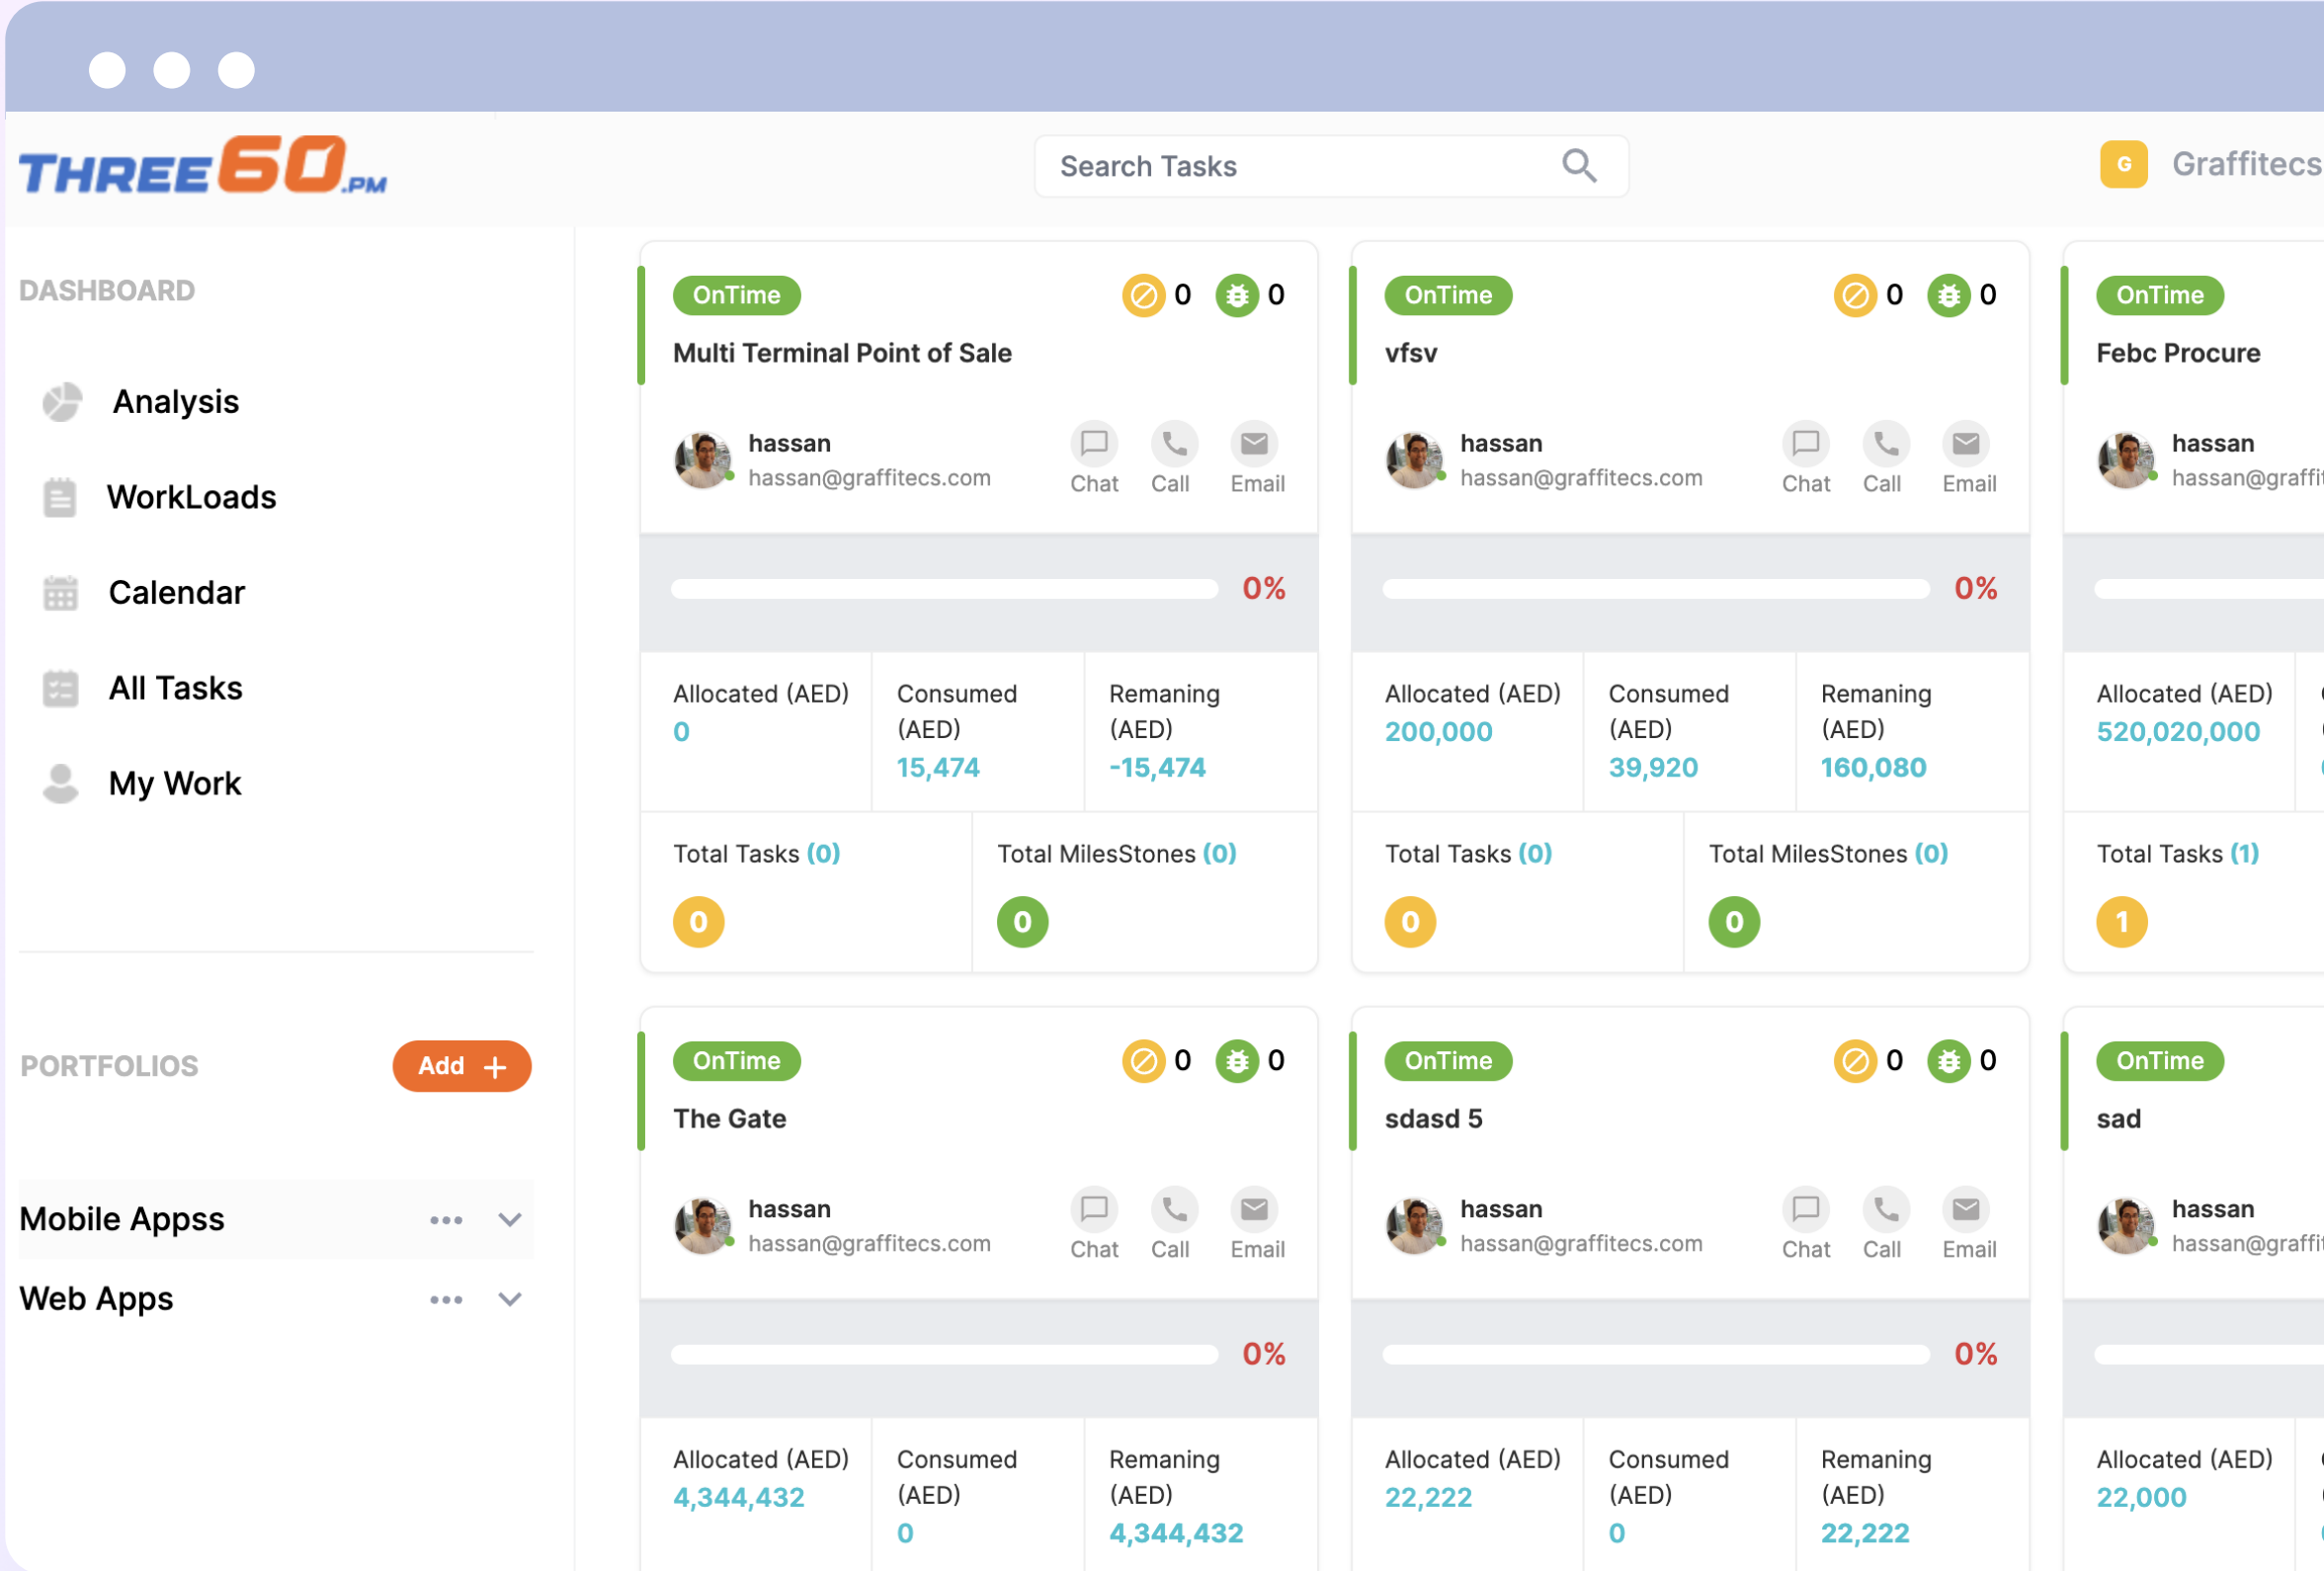 THREE60.PM
Search Tasks
G Graffitecs
DASHBOARD
Analysis
WorkLoads
Calendar
All Tasks
My Work
PORTFOLIOS
Add +
Mobile Appss
Web Apps
OnTime 0 0
Multi Terminal Point of Sale
hassan
hassan@graffitecs.com
Chat Call Email
0%
Allocated (AED)
0
Consumed
(AED)
15,474
Remaning
(AED)
-15,474
Total Tasks (0)
0
Total MilesStones (0)
0
OnTime 0 0
vfsv
hassan
hassan@graffitecs.com
Chat Call Email
0%
Allocated (AED)
200,000
Consumed
(AED)
39,920
Remaning
(AED)
160,080
Total Tasks (0)
0
Total MilesStones (0)
0
OnTime
Febc Procure
hassan
hassan@graffi
Allocated (AED)
520,020,000
Total Tasks (1)
1
OnTime 0 0
The Gate
hassan
hassan@graffitecs.com
Chat Call Email
0%
Allocated (AED)
4,344,432
Consumed
(AED)
0
Remaning
(AED)
4,344,432
OnTime 0 0
sdasd 5
hassan
hassan@graffitecs.com
Chat Call Email
0%
Allocated (AED)
22,222
Consumed
(AED)
0
Remaning
(AED)
22,222
OnTime
sad
hassan
hassan@graffi
Allocated (AED)
22,000